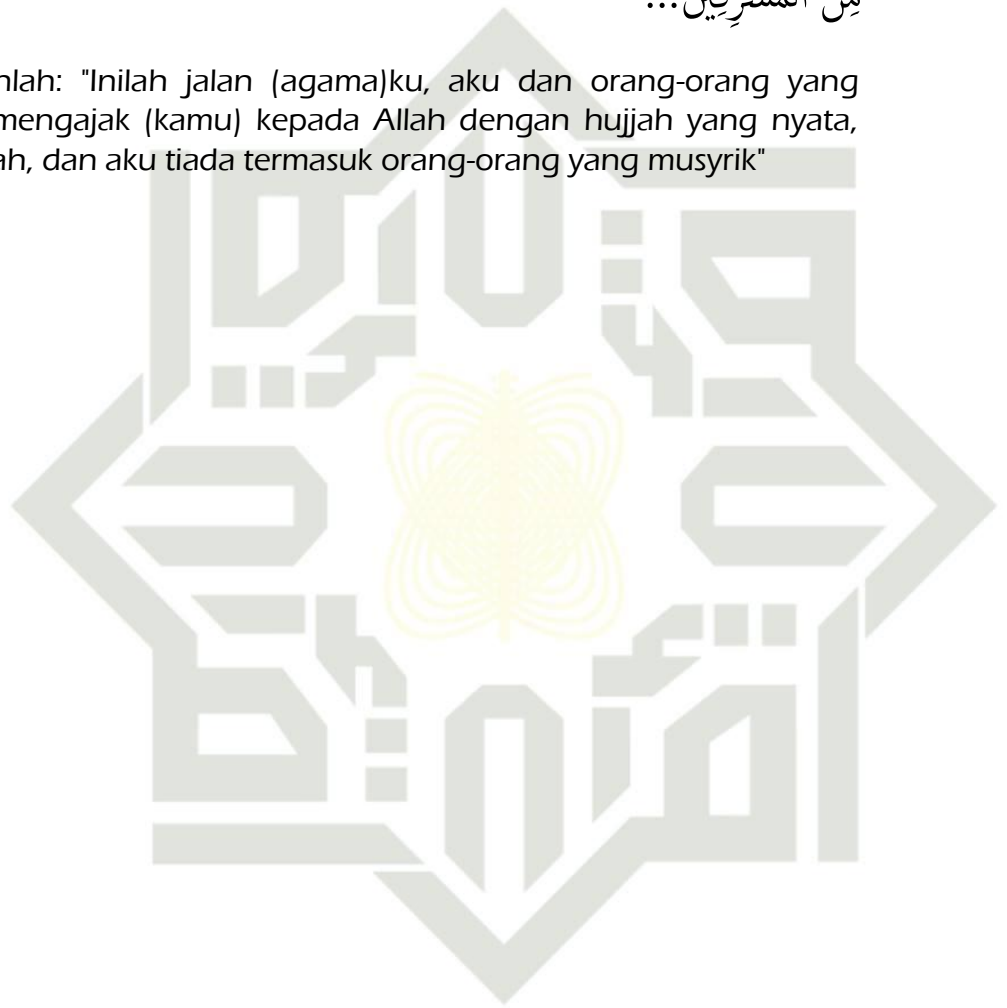 مِن المشرِكِين...
nlah: "Inilah jalan (agama)ku, aku dan orang-orang yang
mengajak (kamu) kepada Allah dengan hujjah yang nyata,
ah, dan aku tiada termasuk orang-orang yang musyrik"